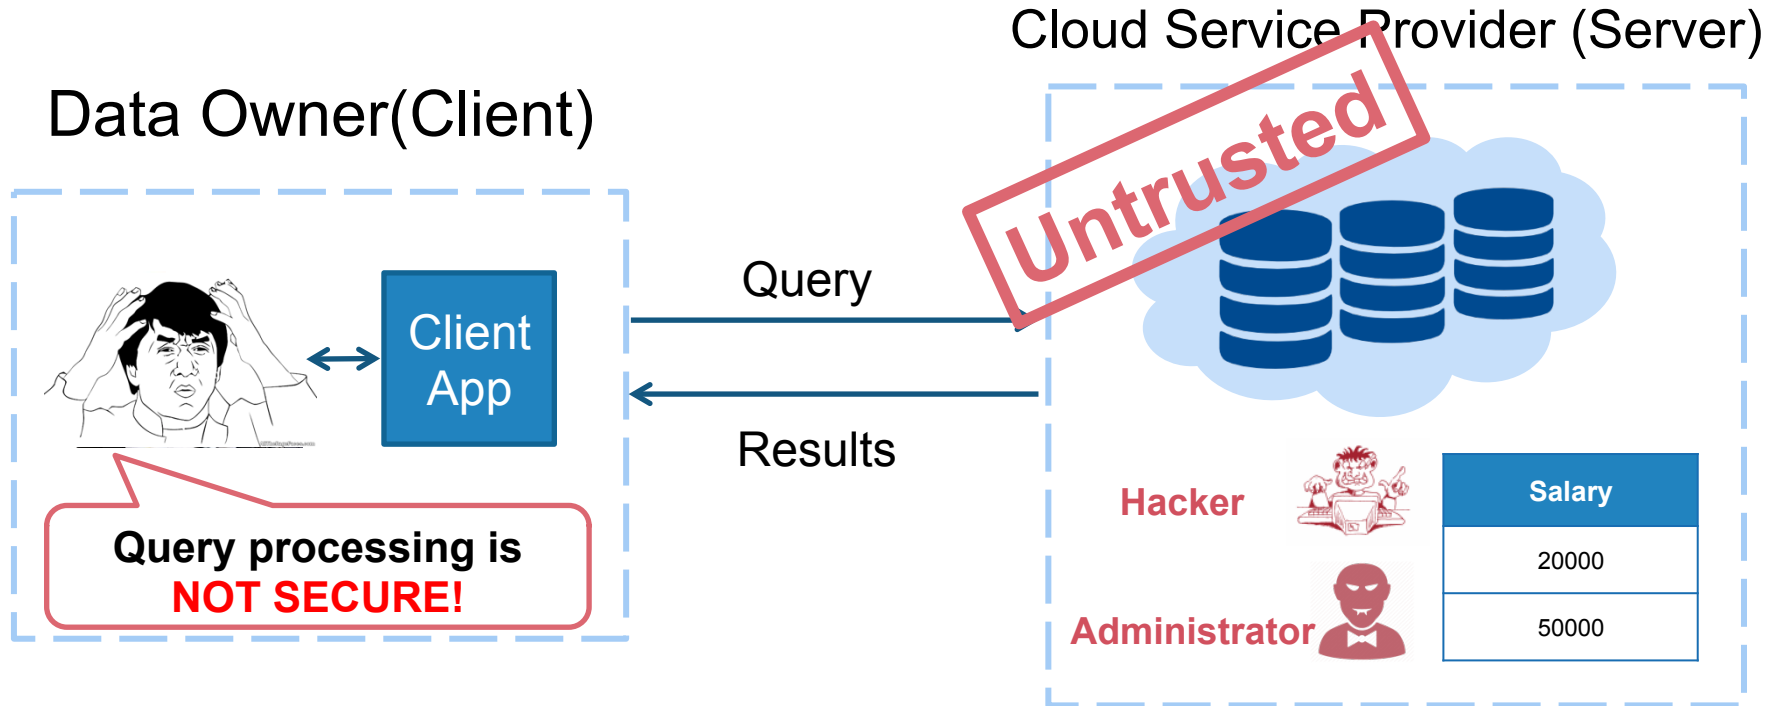 Cloud Service Provider (Server)
Data Owner(Client)
Untrusted
Query
Client
App
Results
Query processing is
NOT SECURE!
Hacker
Administrator
Salary
20000
50000